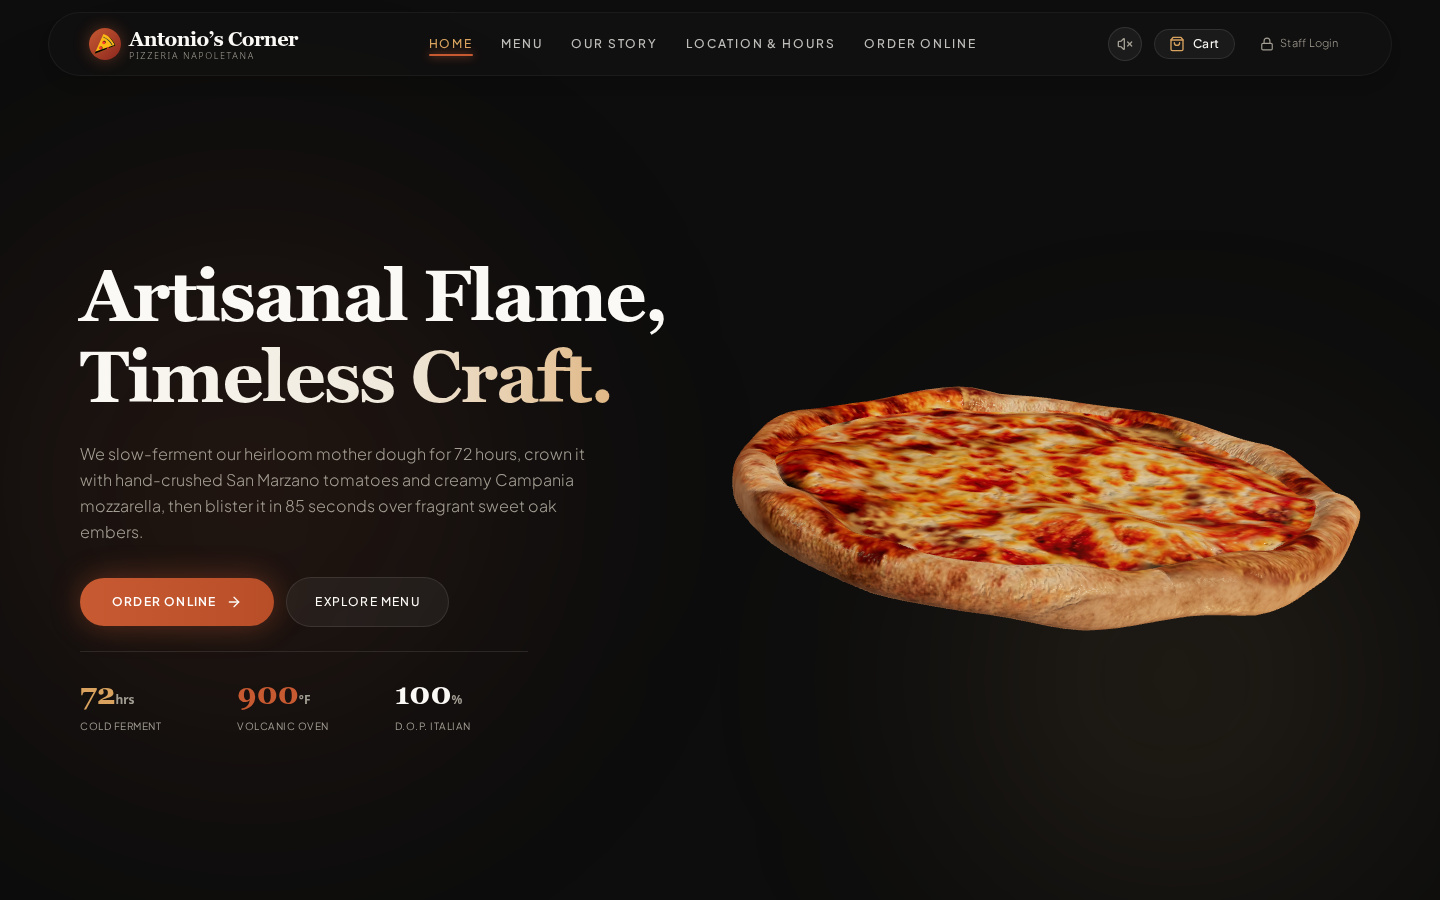 Antonio’s Corner
PIZZERIA NAPOLETANA
HOME
MENU
OUR STORY
LOCATION & HOURS
ORDER ONLINE
Cart
Staff Login
Artisanal Flame,
Timeless Craft.
We slow-ferment our heirloom mother dough for 72 hours, crown it
with hand-crushed San Marzano tomatoes and creamy Campania
mozzarella, then blister it in 85 seconds over fragrant sweet oak
embers.
ORDER ONLINE
EXPLORE MENU
72hrs
COLD FERMENT
900°F
VOLCANIC OVEN
100%
D.O.P. ITALIAN